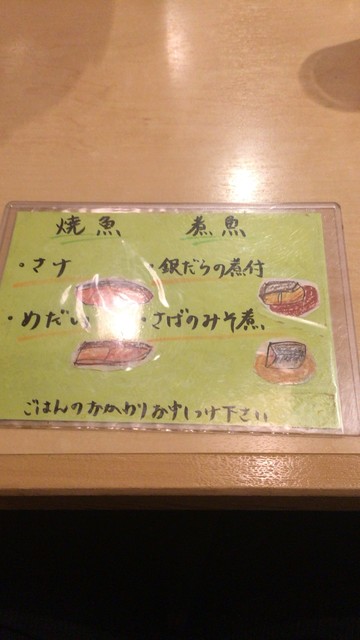 焼魚 煮魚
・さけ ・銀だらの煮付
・めだい ・さばのみそ煮
ごはんのおかわりお申しつけ下さい